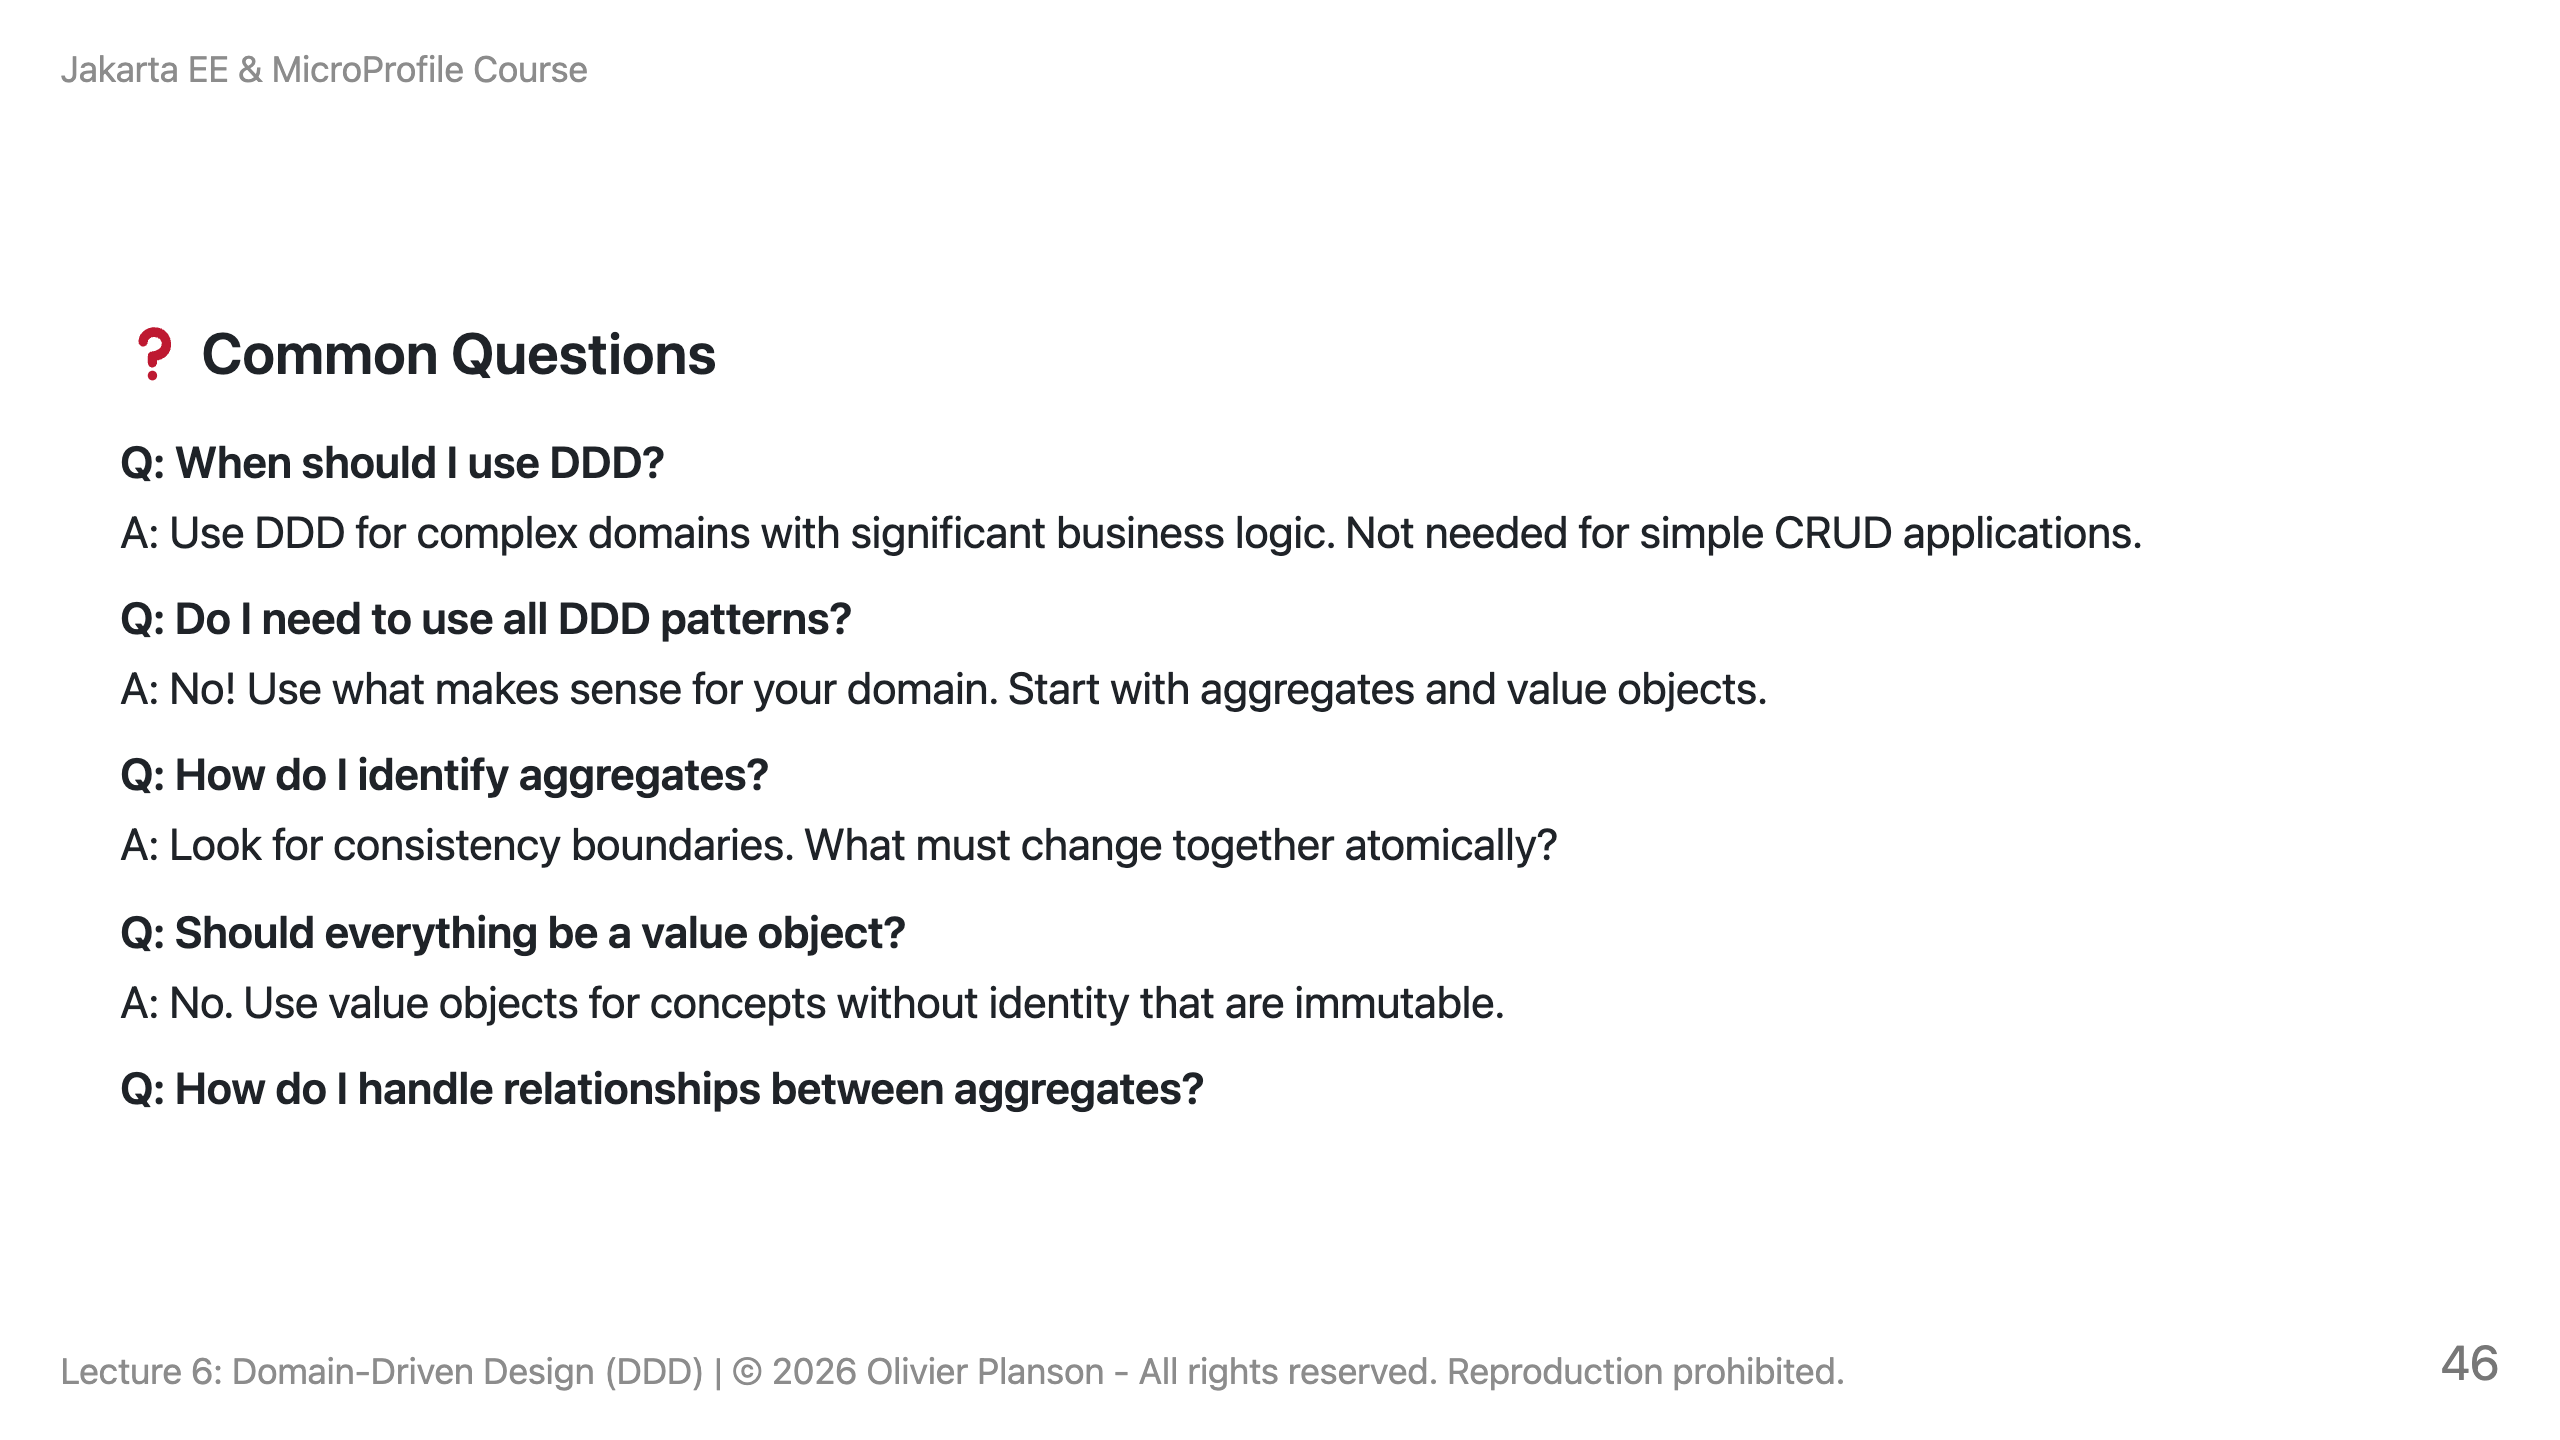 Jakarta EE & MicroProfile Course
❓ Common Questions
Q: When should I use DDD?
A: Use DDD for complex domains with significant business logic. Not needed for simple CRUD applications.
Q: Do I need to use all DDD patterns?
A: No! Use what makes sense for your domain. Start with aggregates and value objects.
Q: How do I identify aggregates?
A: Look for consistency boundaries. What must change together atomically?
Q: Should everything be a value object?
A: No. Use value objects for concepts without identity that are immutable.
Q: How do I handle relationships between aggregates?
Lecture 6: Domain-Driven Design (DDD) | © 2026 Olivier Planson - All rights reserved. Reproduction prohibited.
46